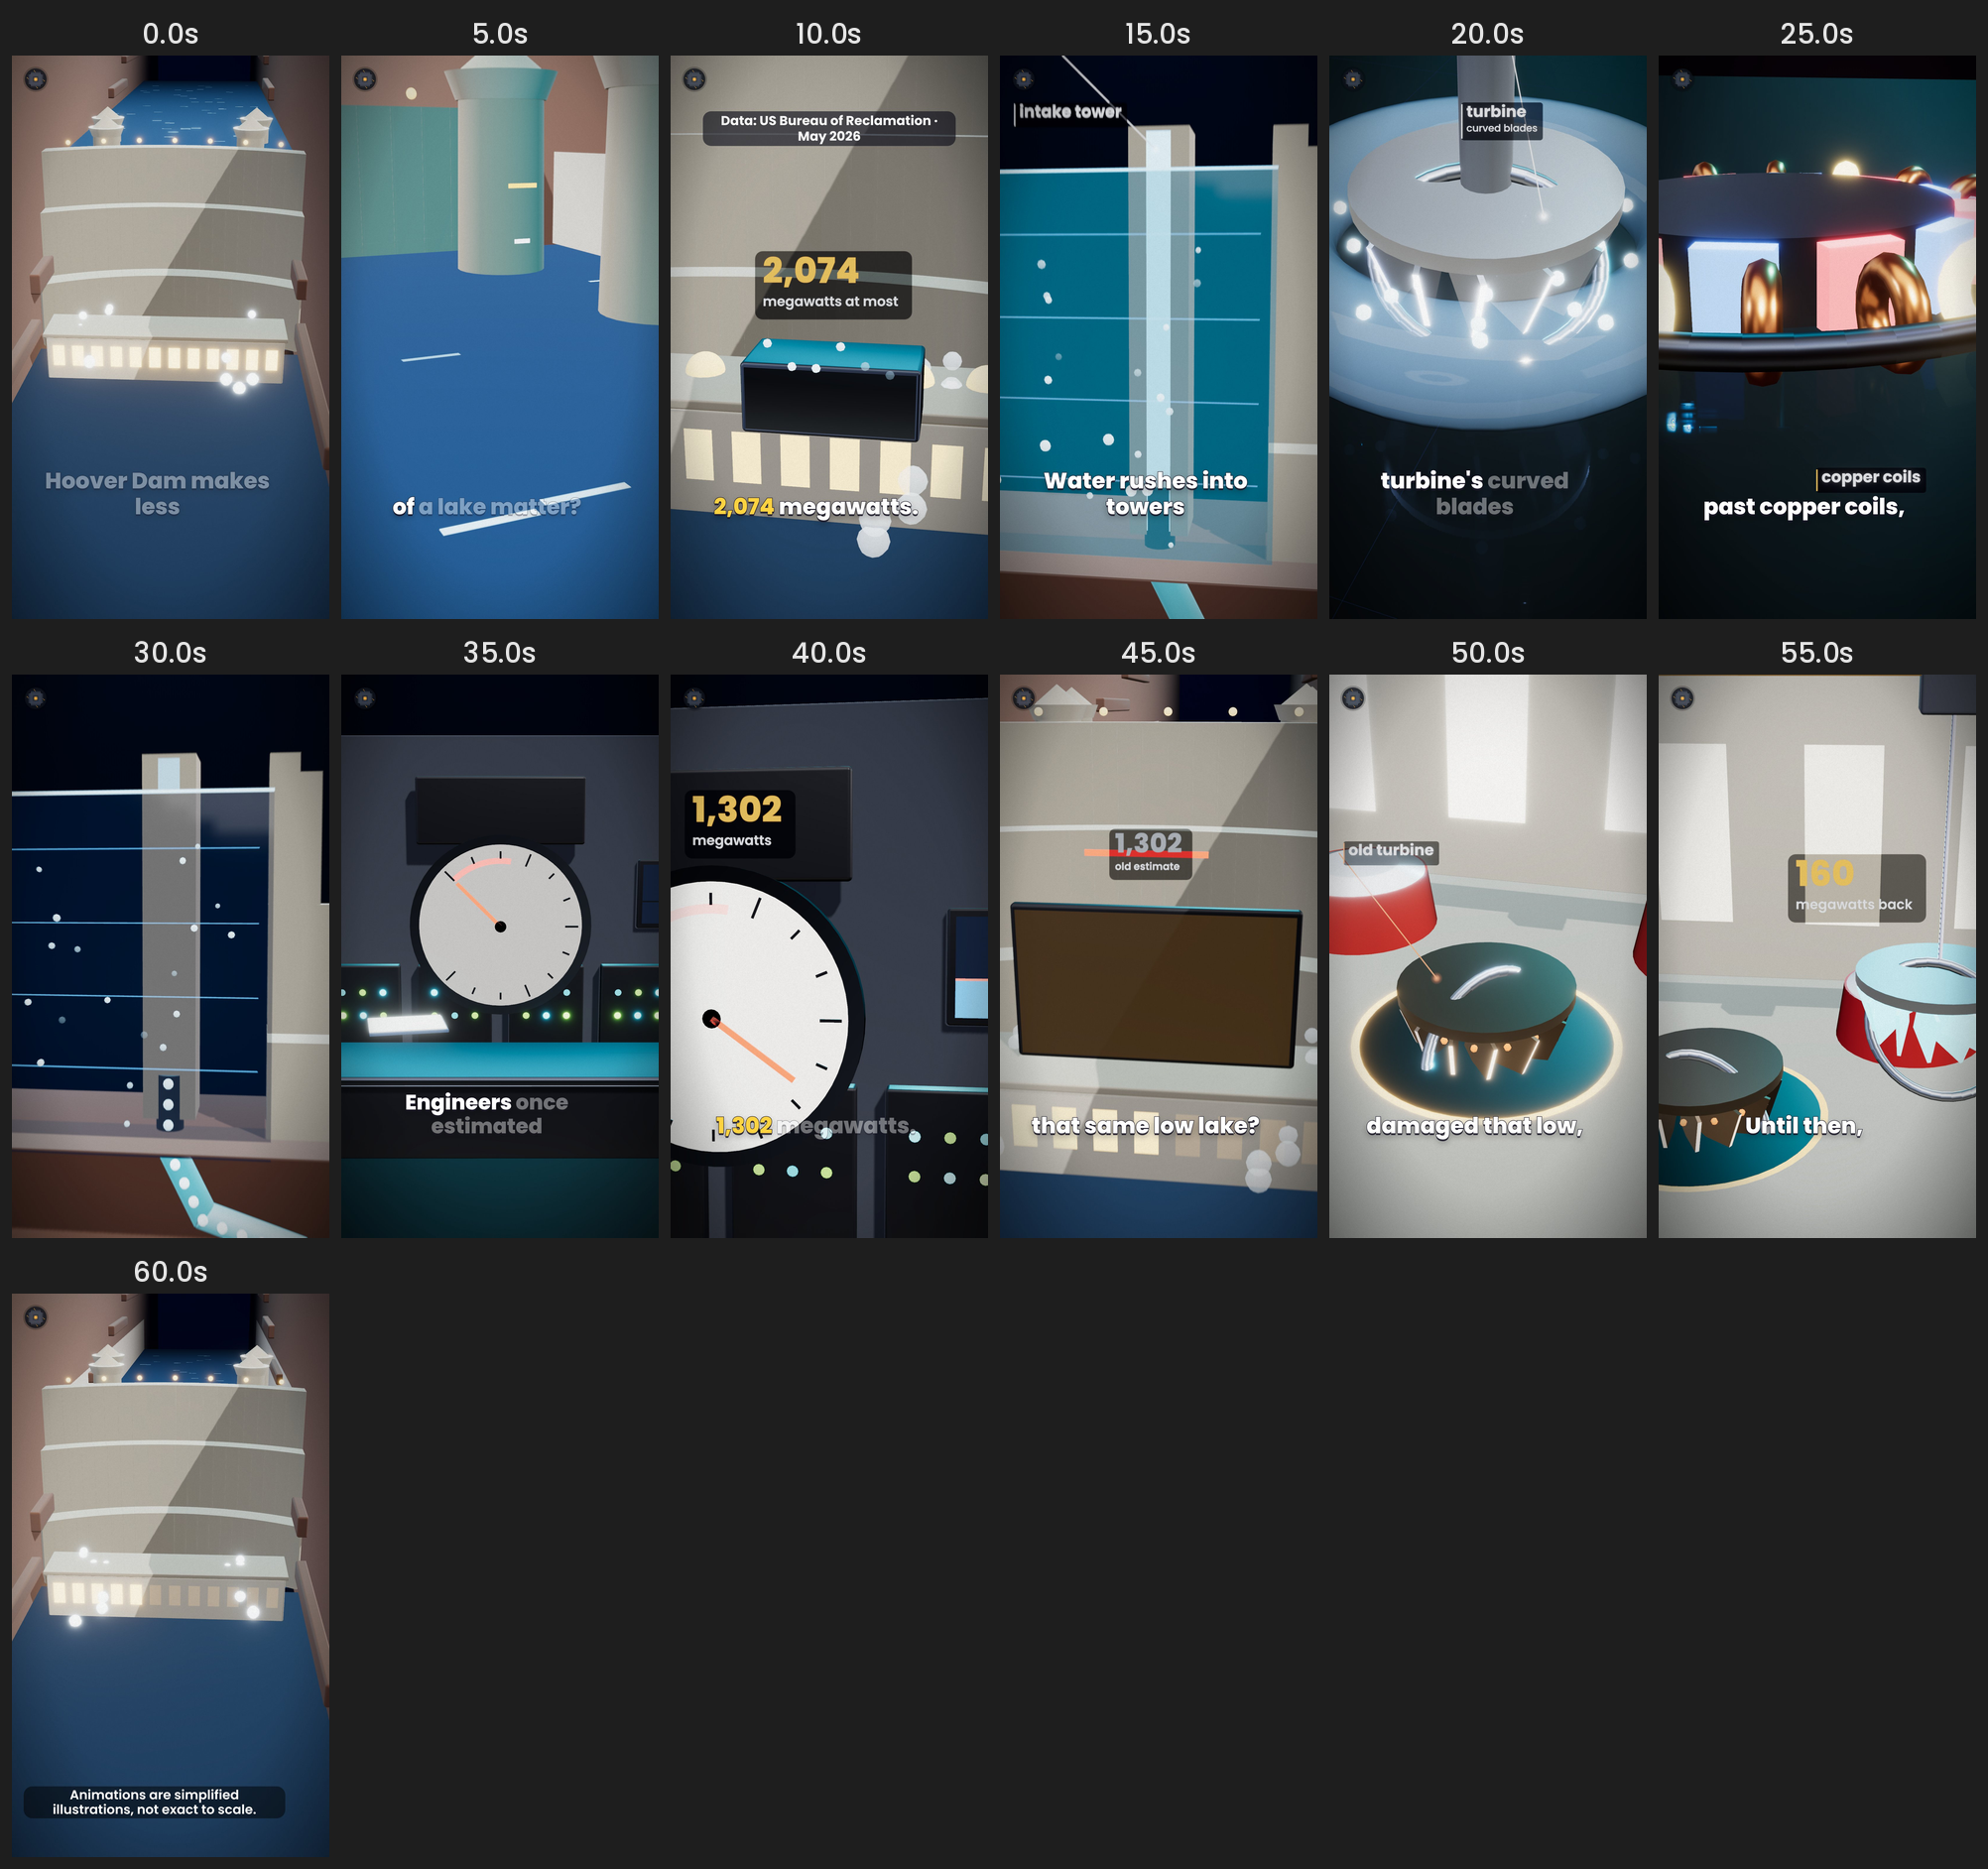 0.0s
Hoover Dam makes
less
5.0s
of a lake matter?
10.0s
Data: US Bureau of Reclamation ·
May 2026
2,074
megawatts at most
2,074 megawatts.
15.0s
intake tower
Water rushes into
towers
20.0s
turbine
curved blades
turbine's curved
blades
25.0s
copper coils
past copper coils,
30.0s
35.0s
Engineers once
estimated
40.0s
1,302
megawatts
1,302 megawatts.
45.0s
1,302
old estimate
that same low lake?
50.0s
old turbine
damaged that low,
55.0s
160
megawatts back
Until then,
60.0s
Animations are simplified
illustrations, not exact to scale.